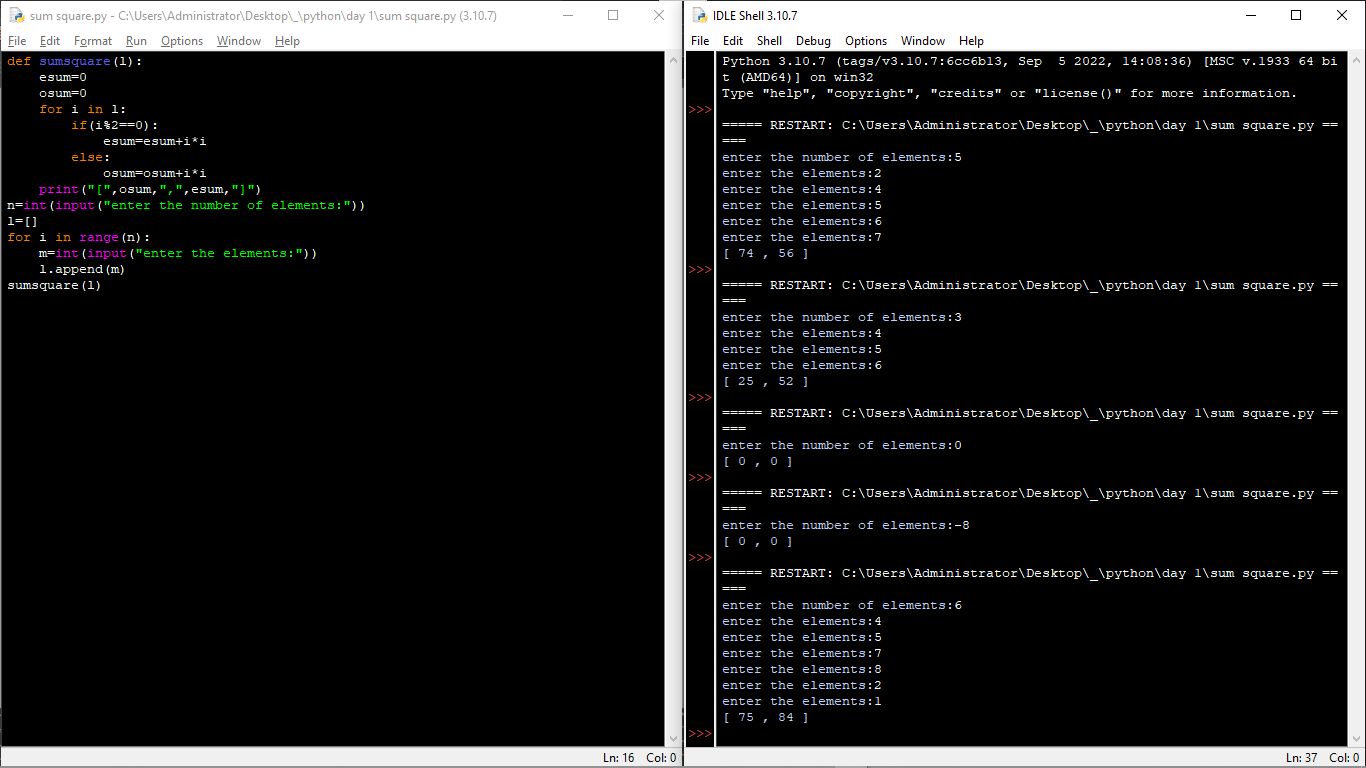 sum square.py - C:\Users\Administrator\Desktop\_\python\day 1\sum square.py (3.10.7)
File Edit Format Run Options Window Help
def sumsquare(l):
    esum=0
    osum=0
    for i in l:
        if(i%2==0):
            esum=esum+i*i
        else:
            osum=osum+i*i
    print("[",osum,",",esum,"]")
n=int(input("enter the number of elements:"))
l=[]
for i in range(n):
    m=int(input("enter the elements:"))
    l.append(m)
sumsquare(l)
Ln: 16 Col: 0
IDLE Shell 3.10.7
File Edit Shell Debug Options Window Help
Python 3.10.7 (tags/v3.10.7:6cc6b13, Sep  5 2022, 14:08:36) [MSC v.1933 64 bi
t (AMD64)] on win32
Type "help", "copyright", "credits" or "license()" for more information.
>>>
===== RESTART: C:\Users\Administrator\Desktop\_\python\day 1\sum square.py ==
===
enter the number of elements:5
enter the elements:2
enter the elements:4
enter the elements:5
enter the elements:6
enter the elements:7
[ 74 , 56 ]
>>>
===== RESTART: C:\Users\Administrator\Desktop\_\python\day 1\sum square.py ==
===
enter the number of elements:3
enter the elements:4
enter the elements:5
enter the elements:6
[ 25 , 52 ]
>>>
===== RESTART: C:\Users\Administrator\Desktop\_\python\day 1\sum square.py ==
===
enter the number of elements:0
[ 0 , 0 ]
>>>
===== RESTART: C:\Users\Administrator\Desktop\_\python\day 1\sum square.py ==
===
enter the number of elements:-8
[ 0 , 0 ]
>>>
===== RESTART: C:\Users\Administrator\Desktop\_\python\day 1\sum square.py ==
===
enter the number of elements:6
enter the elements:4
enter the elements:5
enter the elements:7
enter the elements:8
enter the elements:2
enter the elements:1
[ 75 , 84 ]
>>>
Ln: 37 Col: 0